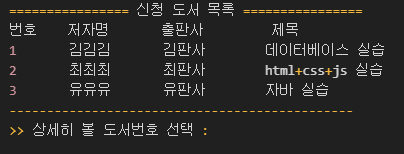 ================ 신청 도서 목록 ================
번호 저자명 출판사 제목
1 김김김 김판사 데이터베이스 실습
2 최최최 최판사 html+css+js 실습
3 유유유 유판사 자바 실습
----------------------------------------------
>> 상세히 볼 도서번호 선택 :